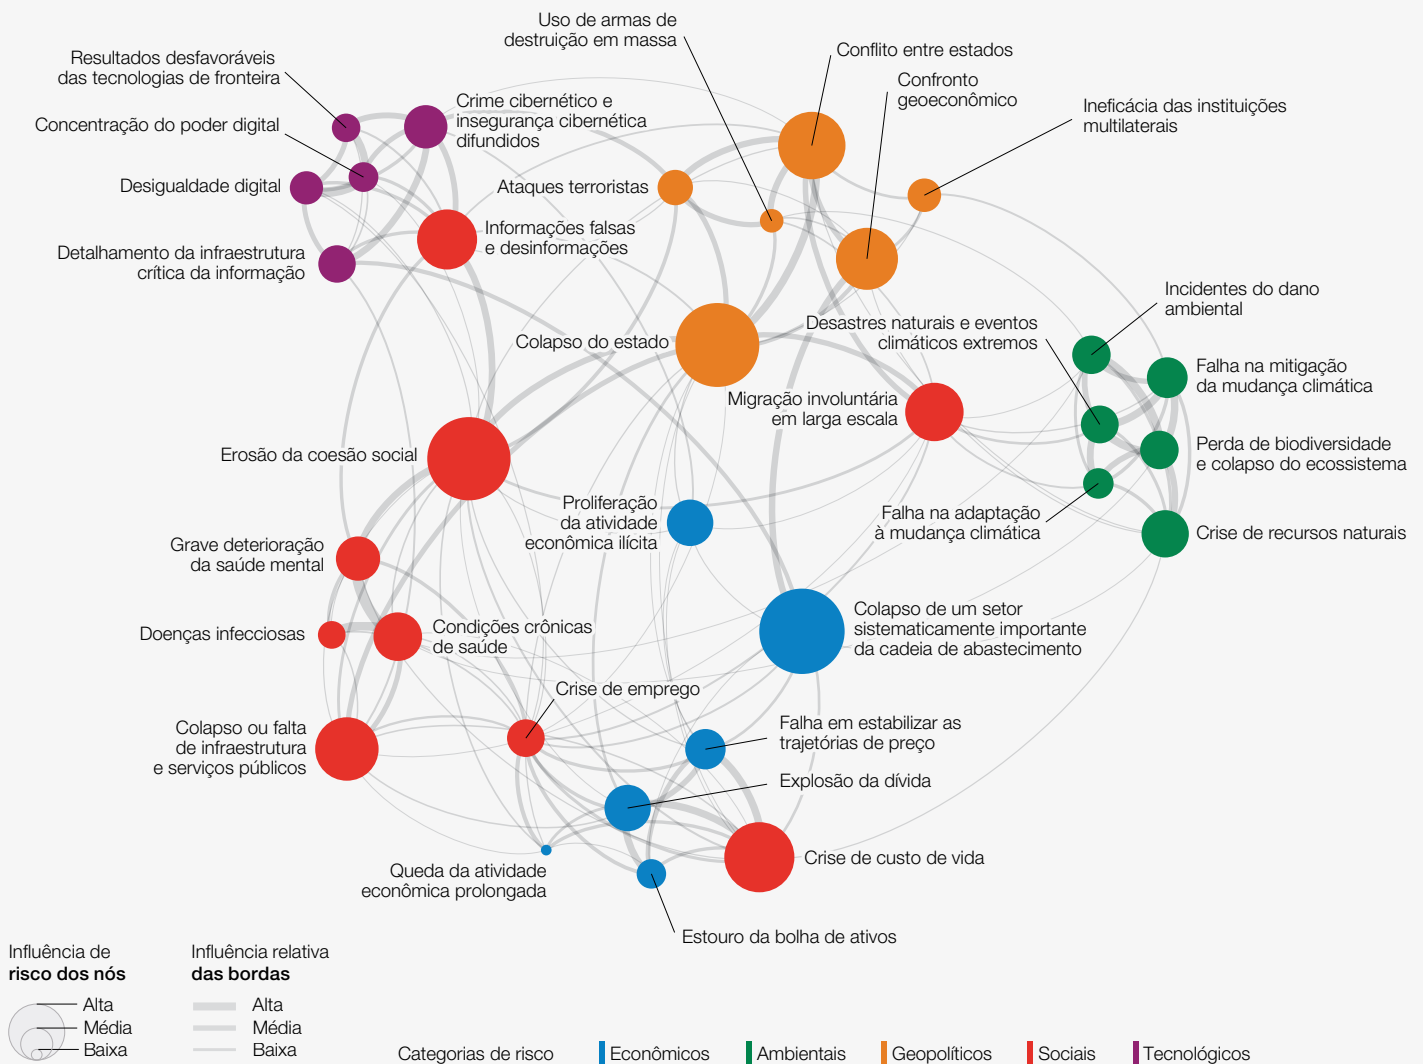 Uso de armas de
destruição em massa
Conflito entre estados
Resultados desfavoráveis
das tecnologias de fronteira
Confronto
geoeconômico
Crime cibernético e
insegurança cibernética
difundidos
Ineficácia das instituições
multilaterais
Concentração do poder digital
Desigualdade digital
Ataques terroristas
Informações falsas
e desinformações
Detalhamento da infraestrutura
crítica da informação
Incidentes do dano
ambiental
Desastres naturais e eventos
climáticos extremos
Colapso do estado
Falha na mitigação
da mudança climática
Migração involuntária
em larga escala
Perda de biodiversidade
e colapso do ecossistema
Erosão da coesão social
Proliferação
da atividade
econômica ilícita
Falha na adaptação
à mudança climática
Crise de recursos naturais
Grave deterioração
da saúde mental
Colapso de um setor
sistematicamente importante
da cadeia de abastecimento
Doenças infecciosas
Condições crônicas
de saúde
Crise de emprego
Colapso ou falta
de infraestrutura
e serviços públicos
Falha em estabilizar as
trajetórias de preço
Explosão da dívida
Crise de custo de vida
Queda da atividade
econômica prolongada
Estouro da bolha de ativos
Influência de
risco dos nós
Alta
Média
Baixa
Influência relativa
das bordas
Alta
Média
Baixa
Categorias de risco
Econômicos
Ambientais
Geopolíticos
Sociais
Tecnológicos